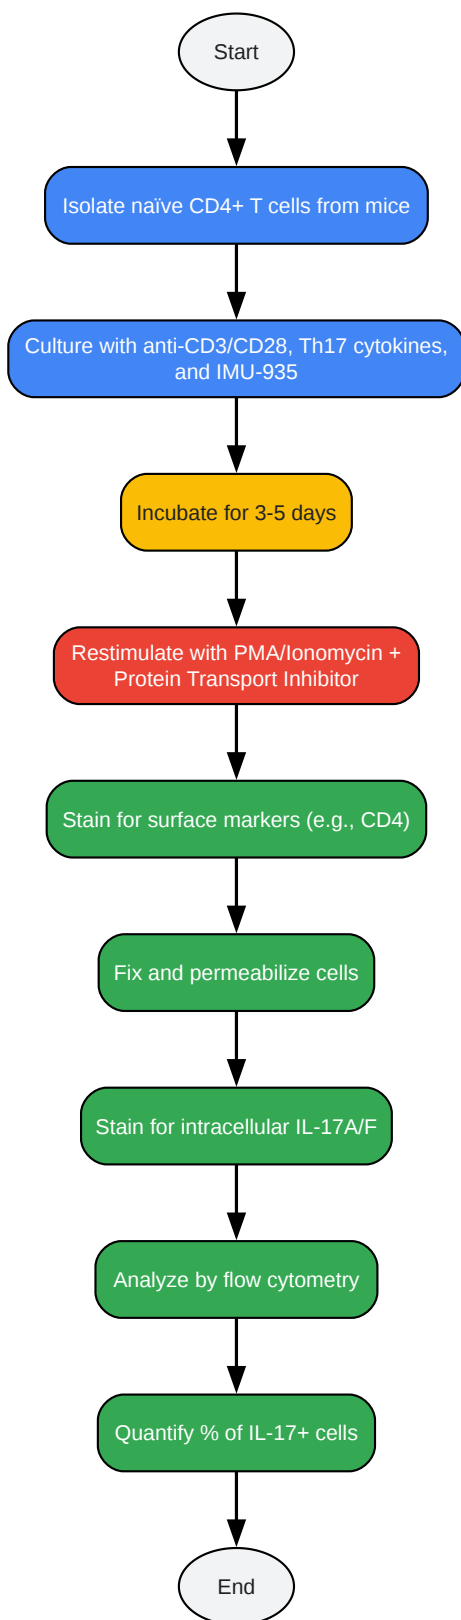 Start
Isolate naïve CD4+ T cells from mice
Culture with anti-CD3/CD28, Th17 cytokines,
and IMU-935
Incubate for 3-5 days
Restimulate with PMA/Ionomycin +
Protein Transport Inhibitor
Stain for surface markers (e.g., CD4)
Fix and permeabilize cells
Stain for intracellular IL-17A/F
Analyze by flow cytometry
Quantify % of IL-17+ cells
End